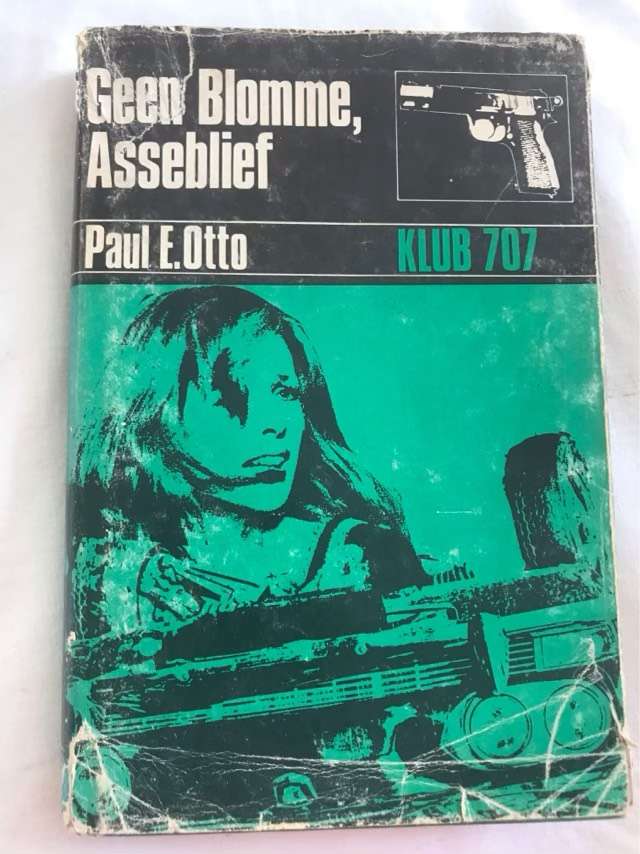 Geen Blomme,
Asseblief
Paul E. Otto
KLUB 707